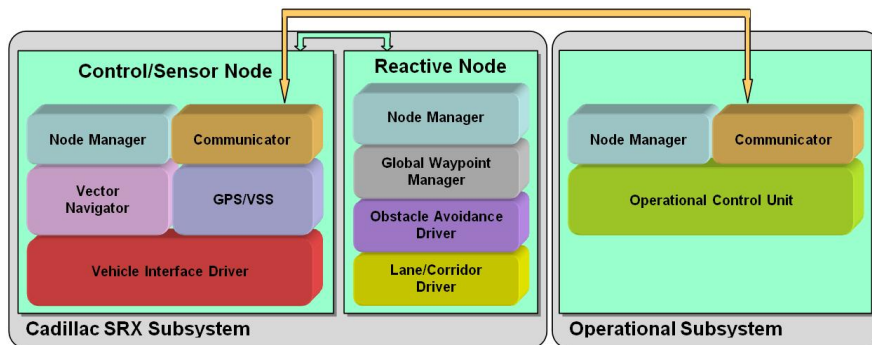 Control/Sensor Node
Node Manager
Communicator
Vector
Navigator
GPS/VSS
Vehicle Interface Driver
Reactive Node
Node Manager
Global Waypoint
Manager
Obstacle Avoidance
Driver
Lane/Corridor
Driver
Cadillac SRX Subsystem
Node Manager
Communicator
Operational Control Unit
Operational Subsystem